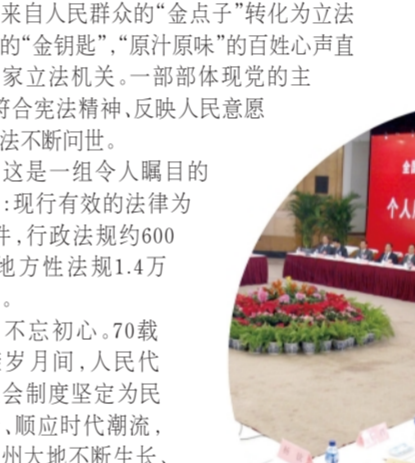 来自人民群众的“金点子”转化为立法
的“金钥匙”,“原汁原味”的百姓心声直
家立法机关。一部部体现党的主
符合宪法精神、反映人民意愿
法不断问世。
这是一组令人瞩目的
:现行有效的法律为
件,行政法规约600
地方性法规1.4万
。
不忘初心。70载
岁月间,人民代
会制度坚定为民
、顺应时代潮流,
州大地不断生长、
个人